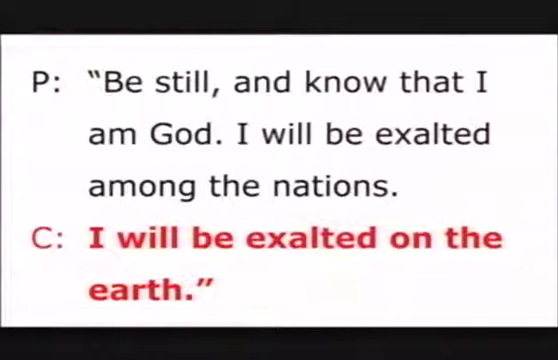 P: “Be still, and know that I
am God. I will be exalted
among the nations.
C: I will be exalted on the
earth.”